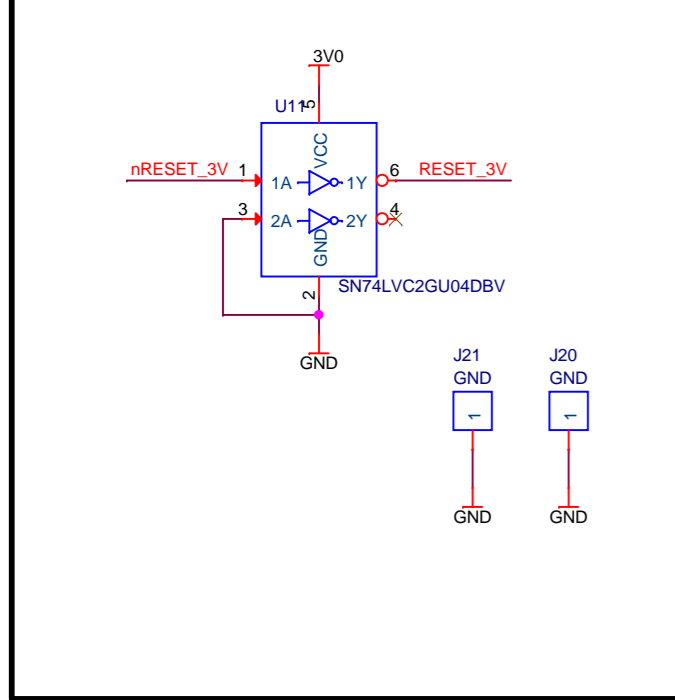 3V0
U11
5
VCC
nRESET_3V
1
1A
1Y
6
RESET_3V
3
2A
2Y
4
GND
2
SN74LVC2GU04DBV
GND
J21
J20
GND
GND
1
1
GND
GND